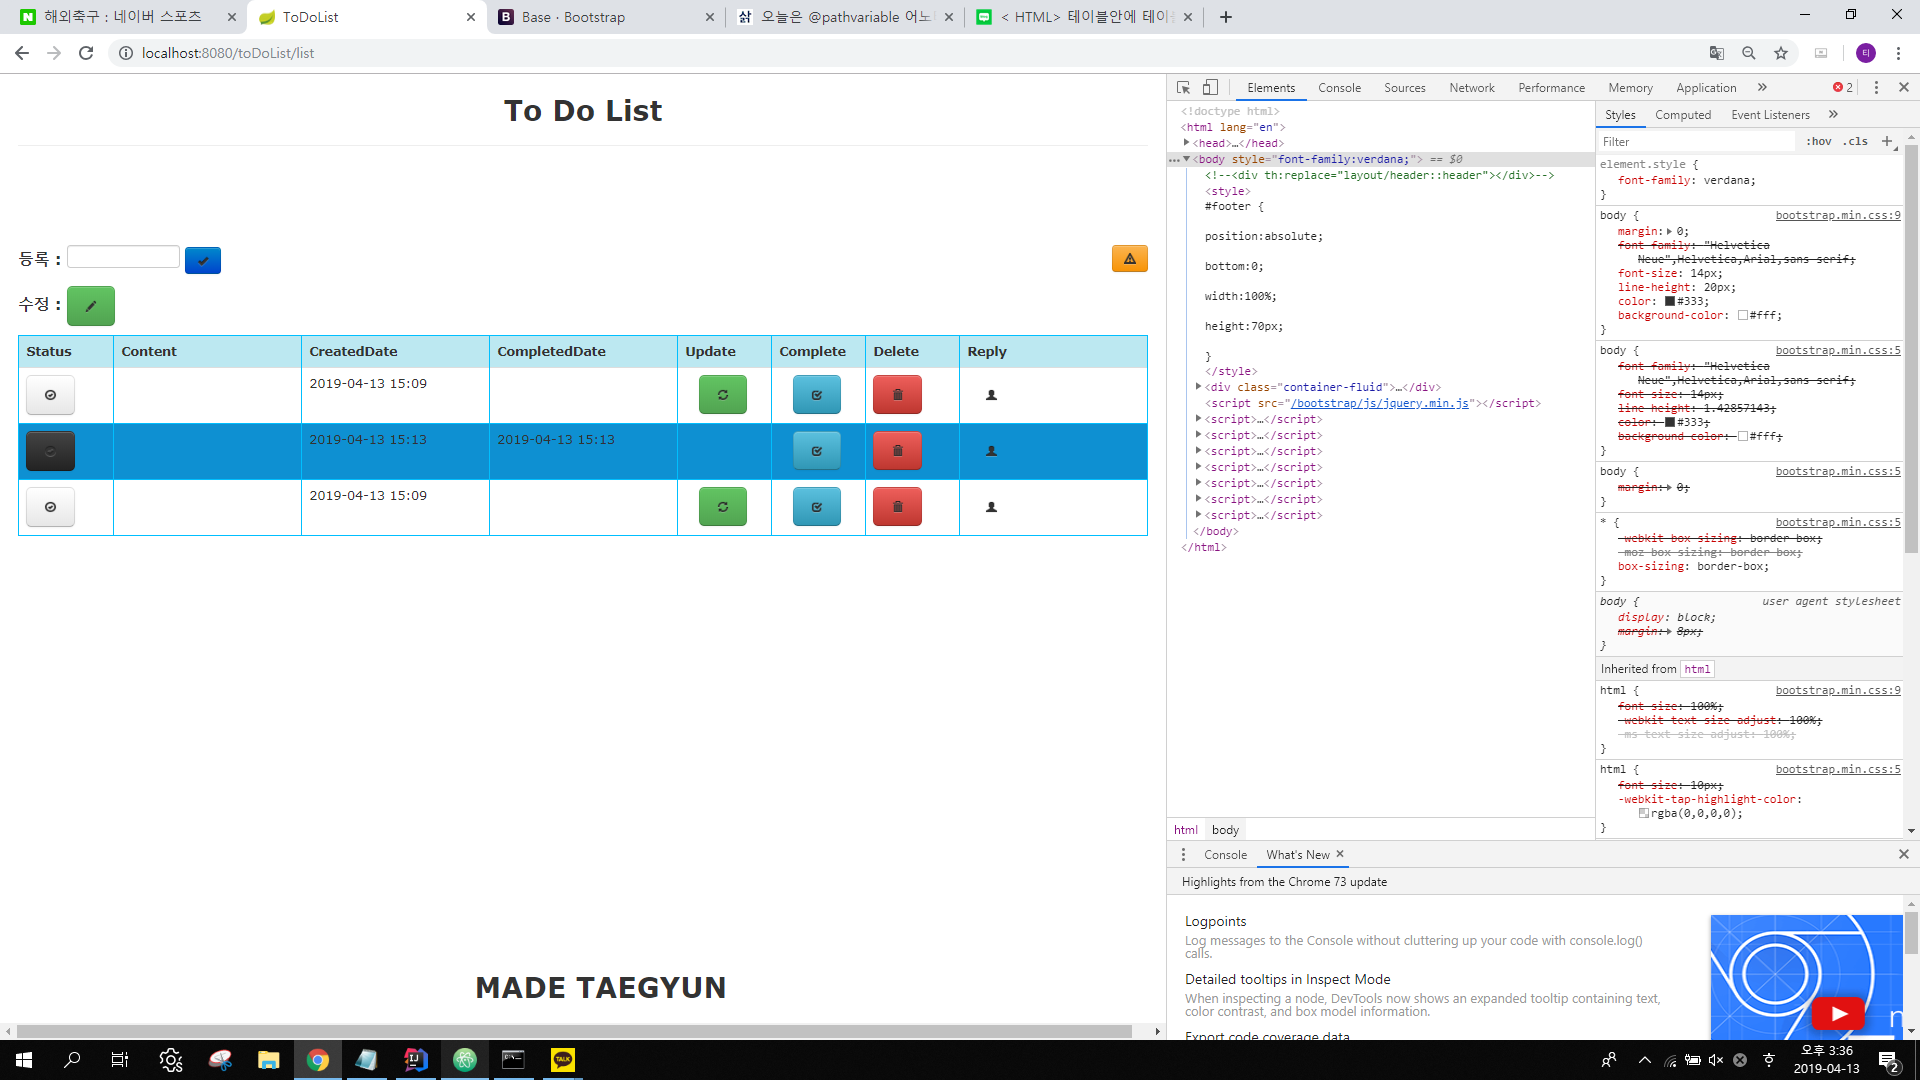 해외축구 : 네이버 스포츠
ToDoList
Base · Bootstrap
오늘은 @pathvariable 어노
< HTML> 테이블안에 테이
localhost:8080/toDoList/list
티
To Do List
등록 :
수정 :
Status Content CreatedDate CompletedDate Update Complete Delete Reply
2019-04-13 15:09
2019-04-13 15:13 2019-04-13 15:13
2019-04-13 15:09
MADE TAEGYUN
Elements Console Sources Network Performance Memory Application » 2
<!doctype html>
<html lang="en">
<head>…</head>
<body style="font-family:verdana;"> == $0
<!--<div th:replace="layout/header::header"></div>-->
<style>
#footer {
position:absolute;
bottom:0;
width:100%;
height:70px;
}
</style>
<div class="container-fluid">…</div>
<script src="/bootstrap/js/jquery.min.js"></script>
<script>…</script>
<script>…</script>
<script>…</script>
<script>…</script>
<script>…</script>
<script>…</script>
<script>…</script>
</body>
</html>
html body
Styles Computed Event Listeners »
Filter :hov .cls +
element.style {
font-family: verdana;
}
body { bootstrap.min.css:9
margin: 0;
font-family: "Helvetica
Neue",Helvetica,Arial,sans-serif;
font-size: 14px;
line-height: 20px;
color: #333;
background-color: #fff;
}
body { bootstrap.min.css:5
font-family: "Helvetica
Neue",Helvetica,Arial,sans-serif;
font-size: 14px;
line-height: 1.42857143;
color: #333;
background-color: #fff;
}
body { bootstrap.min.css:5
margin: 0;
}
* { bootstrap.min.css:5
-webkit-box-sizing: border-box;
-moz-box-sizing: border-box;
box-sizing: border-box;
}
body { user agent stylesheet
display: block;
margin: 8px;
}
Inherited from html
html { bootstrap.min.css:9
font-size: 100%;
-webkit-text-size-adjust: 100%;
-ms-text-size-adjust: 100%;
}
html { bootstrap.min.css:5
font-size: 10px;
-webkit-tap-highlight-color:
rgba(0,0,0,0);
}
Console What's New
Highlights from the Chrome 73 update
Logpoints
Log messages to the Console without cluttering up your code with console.log()
calls.
Detailed tooltips in Inspect Mode
When inspecting a node, DevTools now shows an expanded tooltip containing text,
color contrast, and box model information.
Export code coverage data
n
TALK
오후 3:36
2019-04-13
2